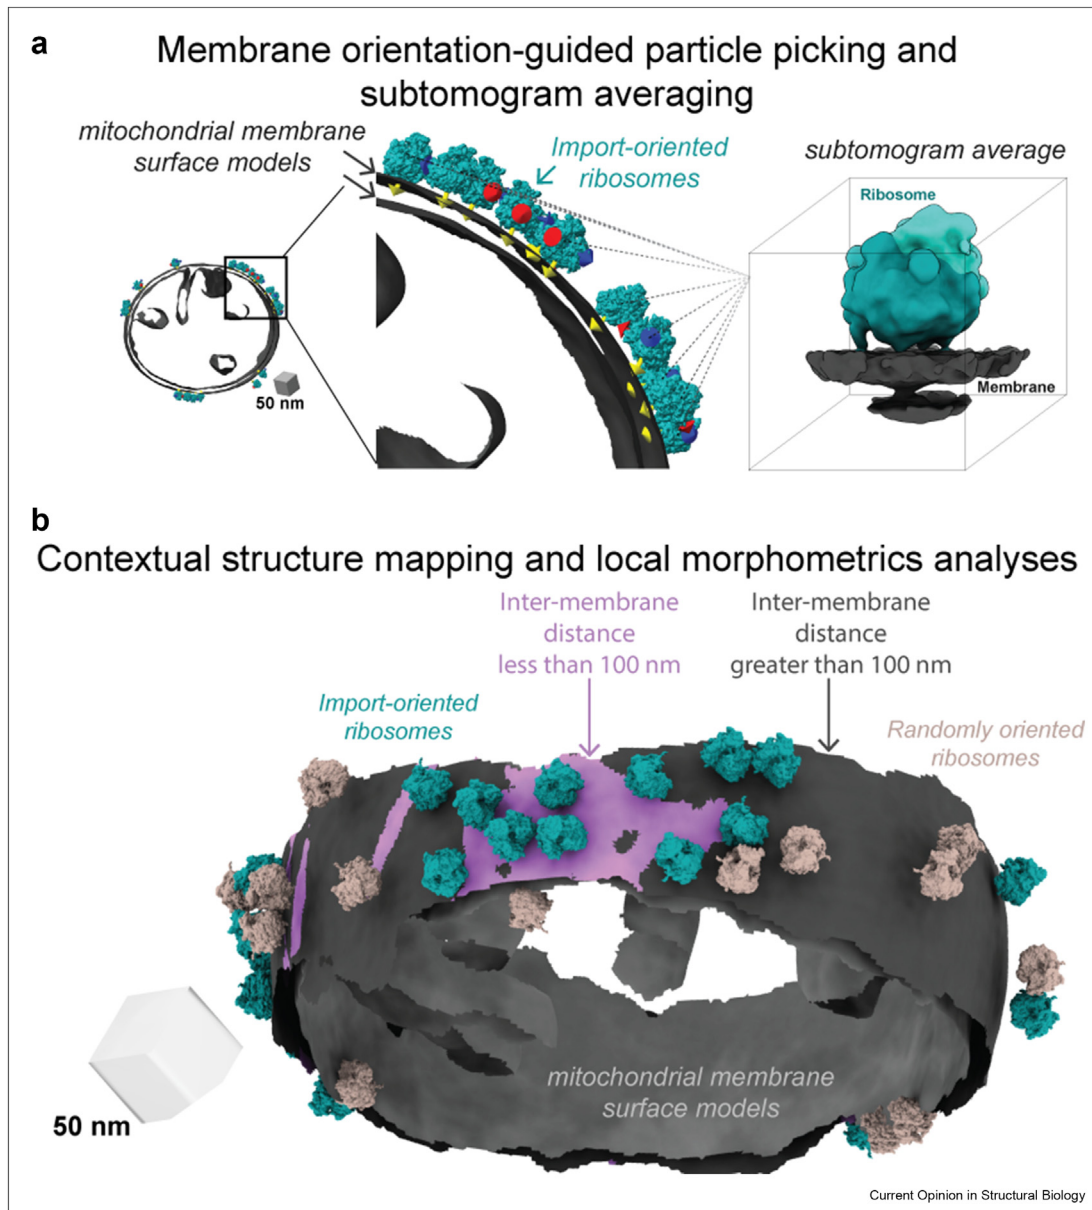 a
Membrane orientation-guided particle picking and
subtomogram averaging
mitochondrial membrane
surface models
Import-oriented
ribosomes
subtomogram average
Ribosome
Membrane
50 nm
b
Contextual structure mapping and local morphometrics analyses
Inter-membrane
distance
less than 100 nm
Inter-membrane
distance
greater than 100 nm
Import-oriented
ribosomes
Randomly oriented
ribosomes
mitochondrial membrane
surface models
50 nm
Current Opinion in Structural Biology